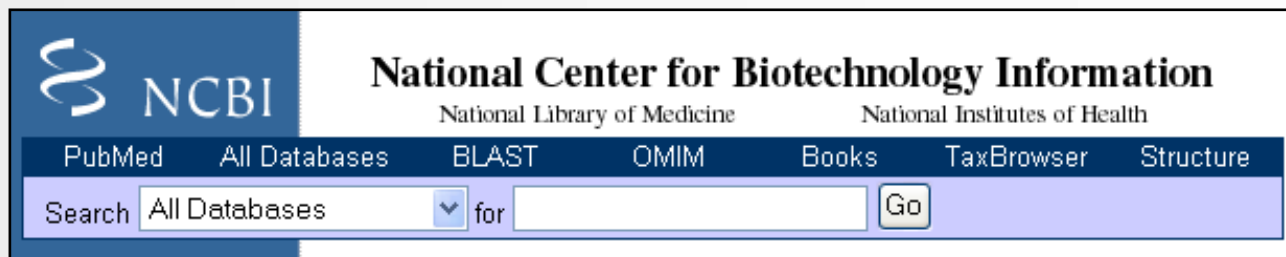 NCBI
National Center for Biotechnology Information
National Library of Medicine National Institutes of Health
PubMed All Databases BLAST OMIM Books TaxBrowser Structure
Search All Databases for Go